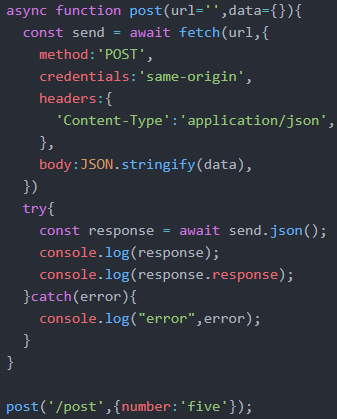 async function post(url='',data={}){
  const send = await fetch(url,{
    method:'POST',
    credentials:'same-origin',
    headers:{
      'Content-Type':'application/json',
    },
    body:JSON.stringify(data),
  })
  try{
    const response = await send.json();
    console.log(response);
    console.log(response.response);
  }catch(error){
    console.log("error",error);
  }
}

post('/post',{number:'five'});